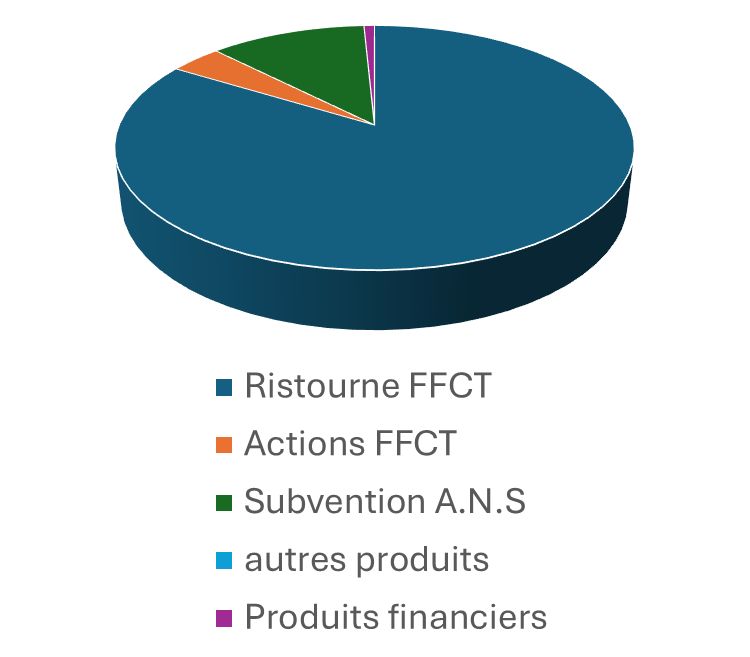 Ristourne FFCT
Actions FFCT
Subvention A.N.S
autres produits
Produits financiers